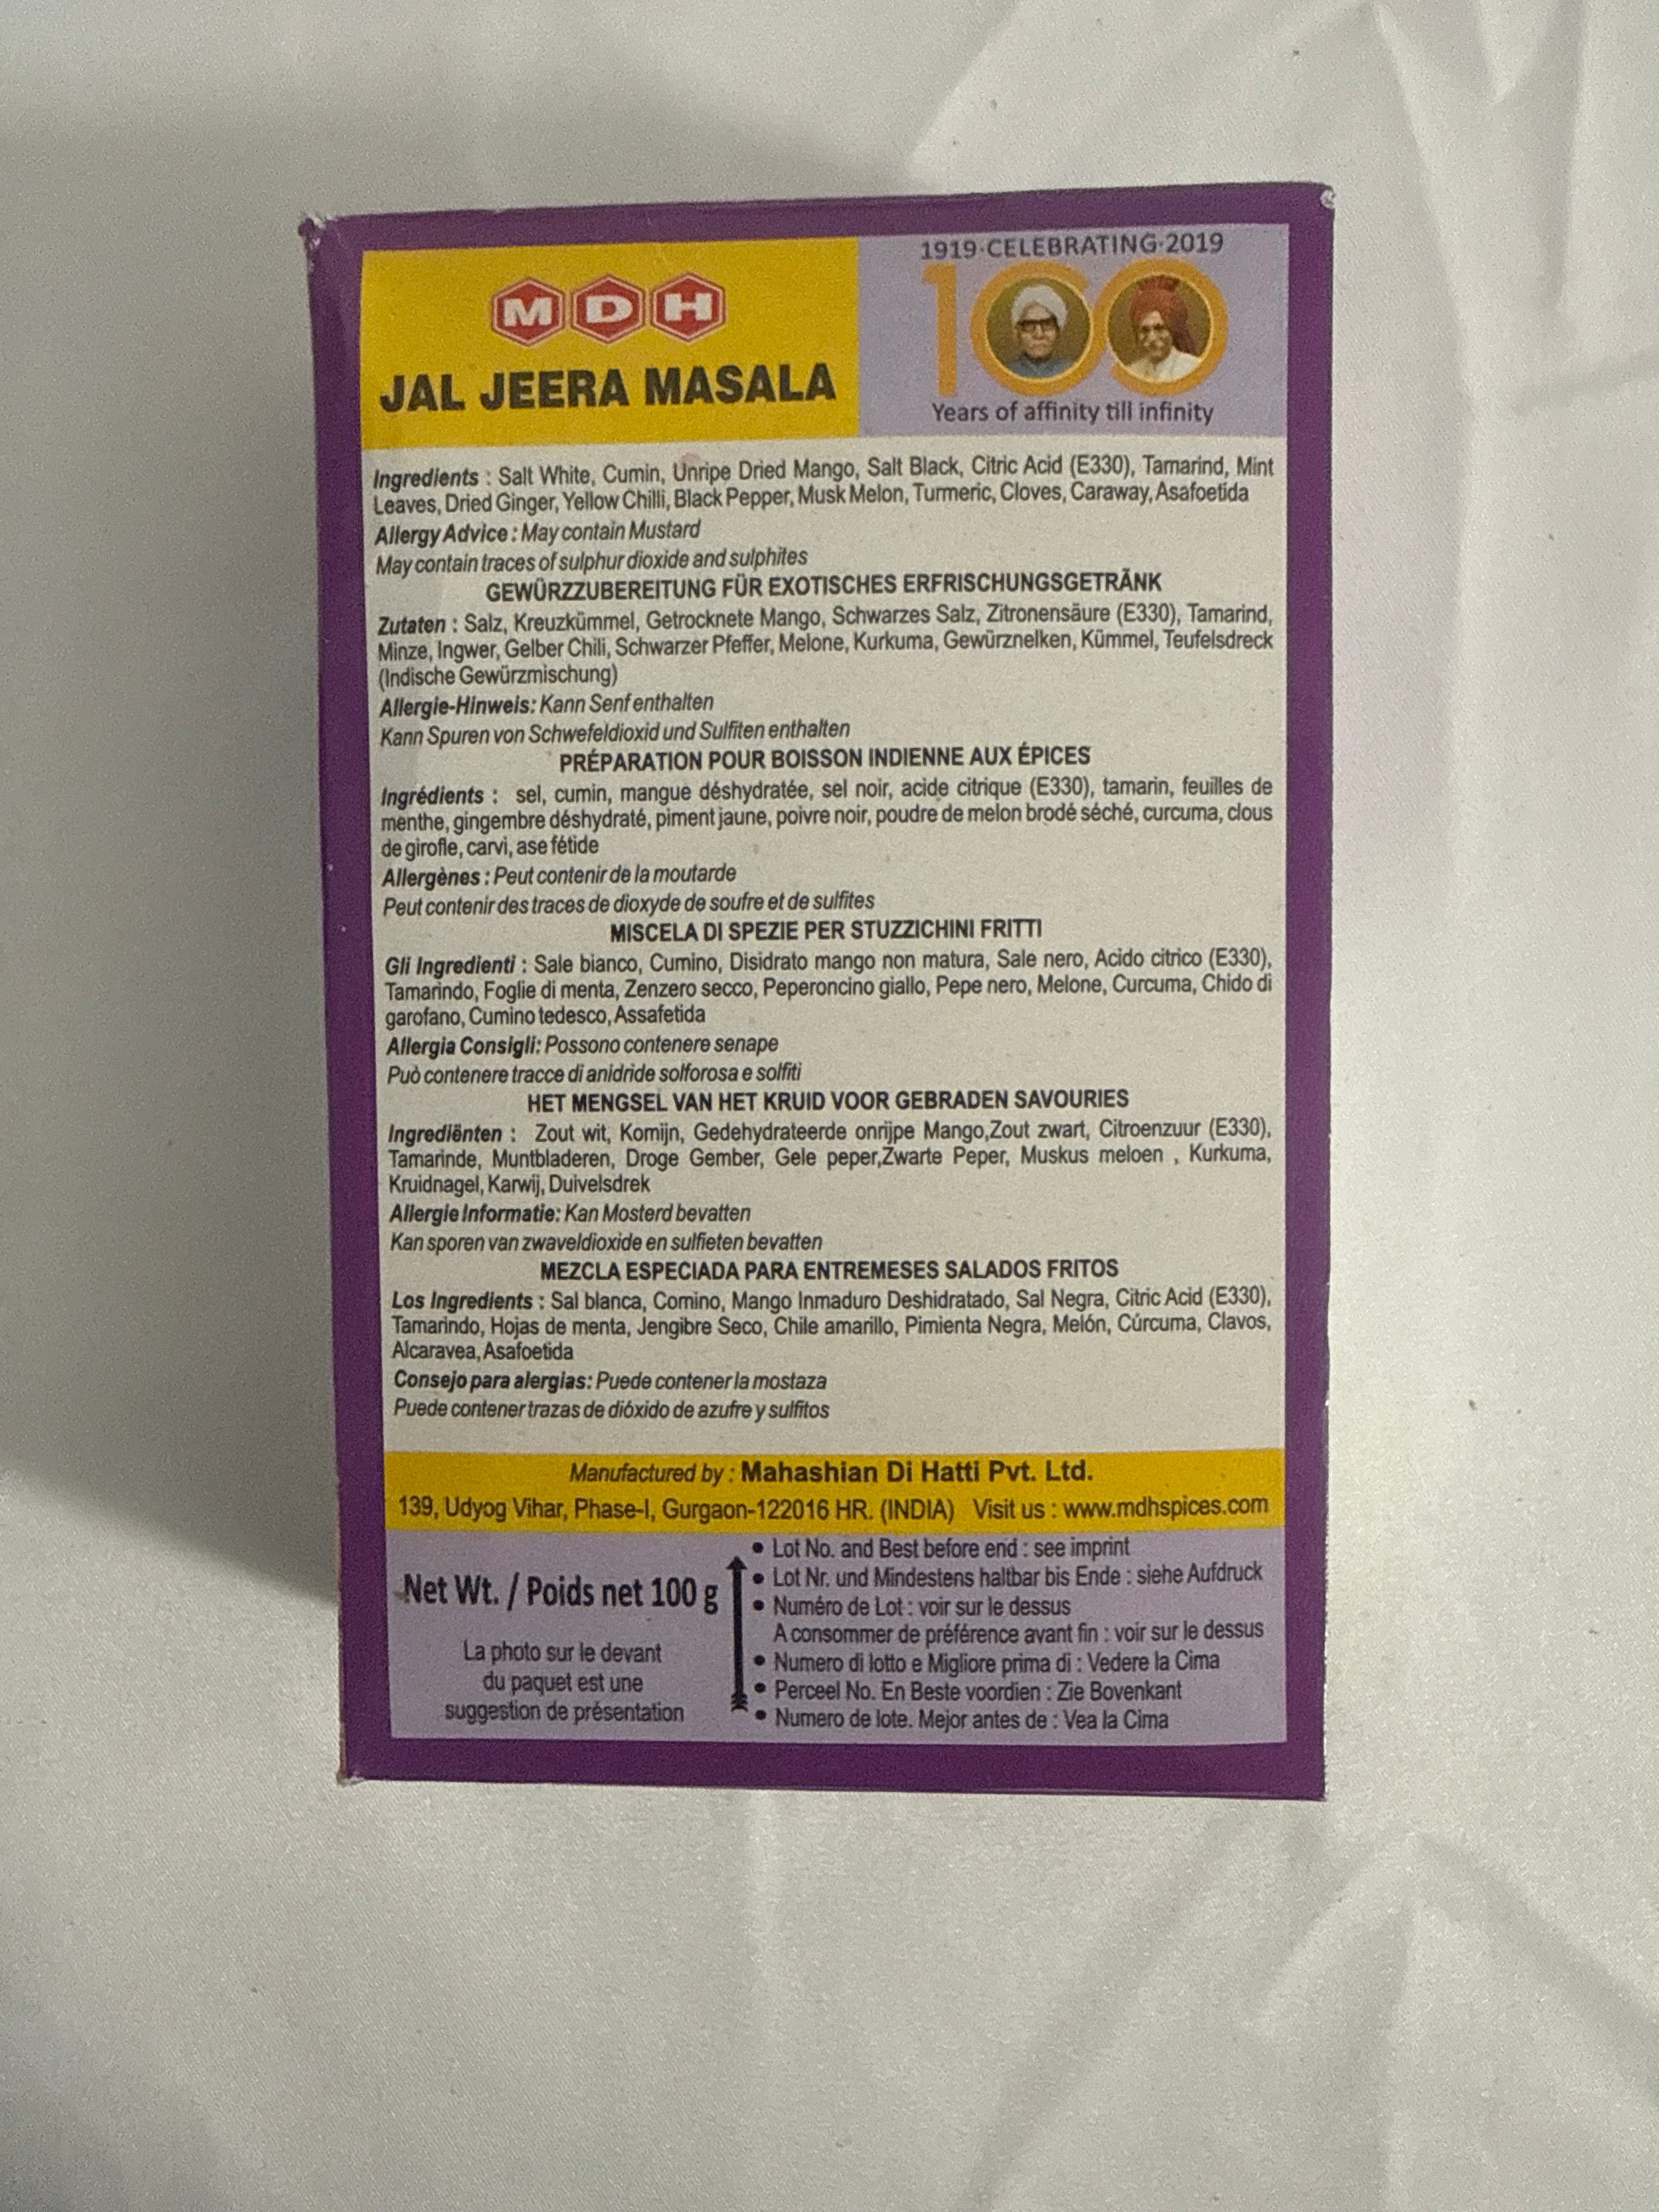 MDH
JAL JEERA MASALA
1919·CELEBRATING·2019
100
Years of affinity till infinity
Ingredients : Salt White, Cumin, Unripe Dried Mango, Salt Black, Citric Acid (E330), Tamarind, Mint
Leaves, Dried Ginger, Yellow Chilli, Black Pepper, Musk Melon, Turmeric, Cloves, Caraway, Asafoetida
Allergy Advice : May contain Mustard
May contain traces of sulphur dioxide and sulphites
GEWÜRZZUBEREITUNG FÜR EXOTISCHES ERFRISCHUNGSGETRÃNK
Zutaten : Salz, Kreuzkümmel, Getrocknete Mango, Schwarzes Salz, Zitronensäure (E330), Tamarind,
Minze, Ingwer, Gelber Chili, Schwarzer Pfeffer, Melone, Kurkuma, Gewürznelken, Kümmel, Teufelsdreck
(Indische Gewürzmischung)
Allergie-Hinweis: Kann Senf enthalten
Kann Spuren von Schwefeldioxid und Sulfiten enthalten
PRÉPARATION POUR BOISSON INDIENNE AUX ÉPICES
Ingrédients : sel, cumin, mangue déshydratée, sel noir, acide citrique (E330), tamarin, feuilles de
menthe, gingembre déshydraté, piment jaune, poivre noir, poudre de melon brodé séché, curcuma, clous
de girofle, carvi, ase fétide
Allergènes : Peut contenir de la moutarde
Peut contenir des traces de dioxyde de soufre et de sulfites
MISCELA DI SPEZIE PER STUZZICHINI FRITTI
Gli Ingredienti : Sale bianco, Cumino, Disidrato mango non matura, Sale nero, Acido citrico (E330),
Tamarindo, Foglie di menta, Zenzero secco, Peperoncino giallo, Pepe nero, Melone, Curcuma, Chido di
garofano, Cumino tedesco, Assafetida
Allergia Consigli: Possono contenere senape
Può contenere tracce di anidride solforosa e solfiti
HET MENGSEL VAN HET KRUID VOOR GEBRADEN SAVOURIES
Ingrediënten : Zout wit, Komijn, Gedehydrateerde onrijpe Mango,Zout zwart, Citroenzuur (E330),
Tamarinde, Muntbladeren, Droge Gember, Gele peper,Zwarte Peper, Muskus meloen , Kurkuma,
Kruidnagel, Karwij, Duivelsdrek
Allergie Informatie: Kan Mosterd bevatten
Kan sporen van zwaveldioxide en sulfieten bevatten
MEZCLA ESPECIADA PARA ENTREMESES SALADOS FRITOS
Los Ingredients : Sal blanca, Comino, Mango Inmaduro Deshidratado, Sal Negra, Citric Acid (E330),
Tamarindo, Hojas de menta, Jengibre Seco, Chile amarillo, Pimienta Negra, Melón, Cúrcuma, Clavos,
Alcaravea, Asafoetida
Consejo para alergias: Puede contener la mostaza
Puede contener trazas de dióxido de azufre y sulfitos
Manufactured by : Mahashian Di Hatti Pvt. Ltd.
139, Udyog Vihar, Phase-I, Gurgaon-122016 HR. (INDIA) Visit us : www.mdhspices.com
Net Wt. / Poids net 100 g
La photo sur le devant
du paquet est une
suggestion de présentation
• Lot No. and Best before end : see imprint
• Lot Nr. und Mindestens haltbar bis Ende : siehe Aufdruck
• Numéro de Lot : voir sur le dessus
A consommer de préférence avant fin : voir sur le dessus
• Numero di lotto e Migliore prima di : Vedere la Cima
• Perceel No. En Beste voordien : Zie Bovenkant
• Numero de lote. Mejor antes de : Vea la Cima